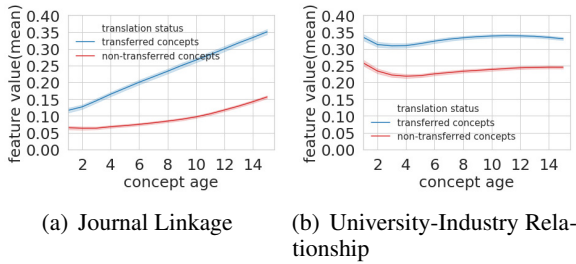 0.40
0.35
0.30
0.25
0.20
0.15
0.10
0.05
0.00
feature value(mean)
translation status
transferred concepts
non-transferred concepts
2 4 6 8 10 12 14
concept age
(a) Journal Linkage
0.40
0.35
0.30
0.25
0.20
0.15
0.10
0.05
0.00
feature value(mean)
translation status
transferred concepts
non-transferred concepts
2 4 6 8 10 12 14
concept age
(b) University-Industry Rela-
tionship